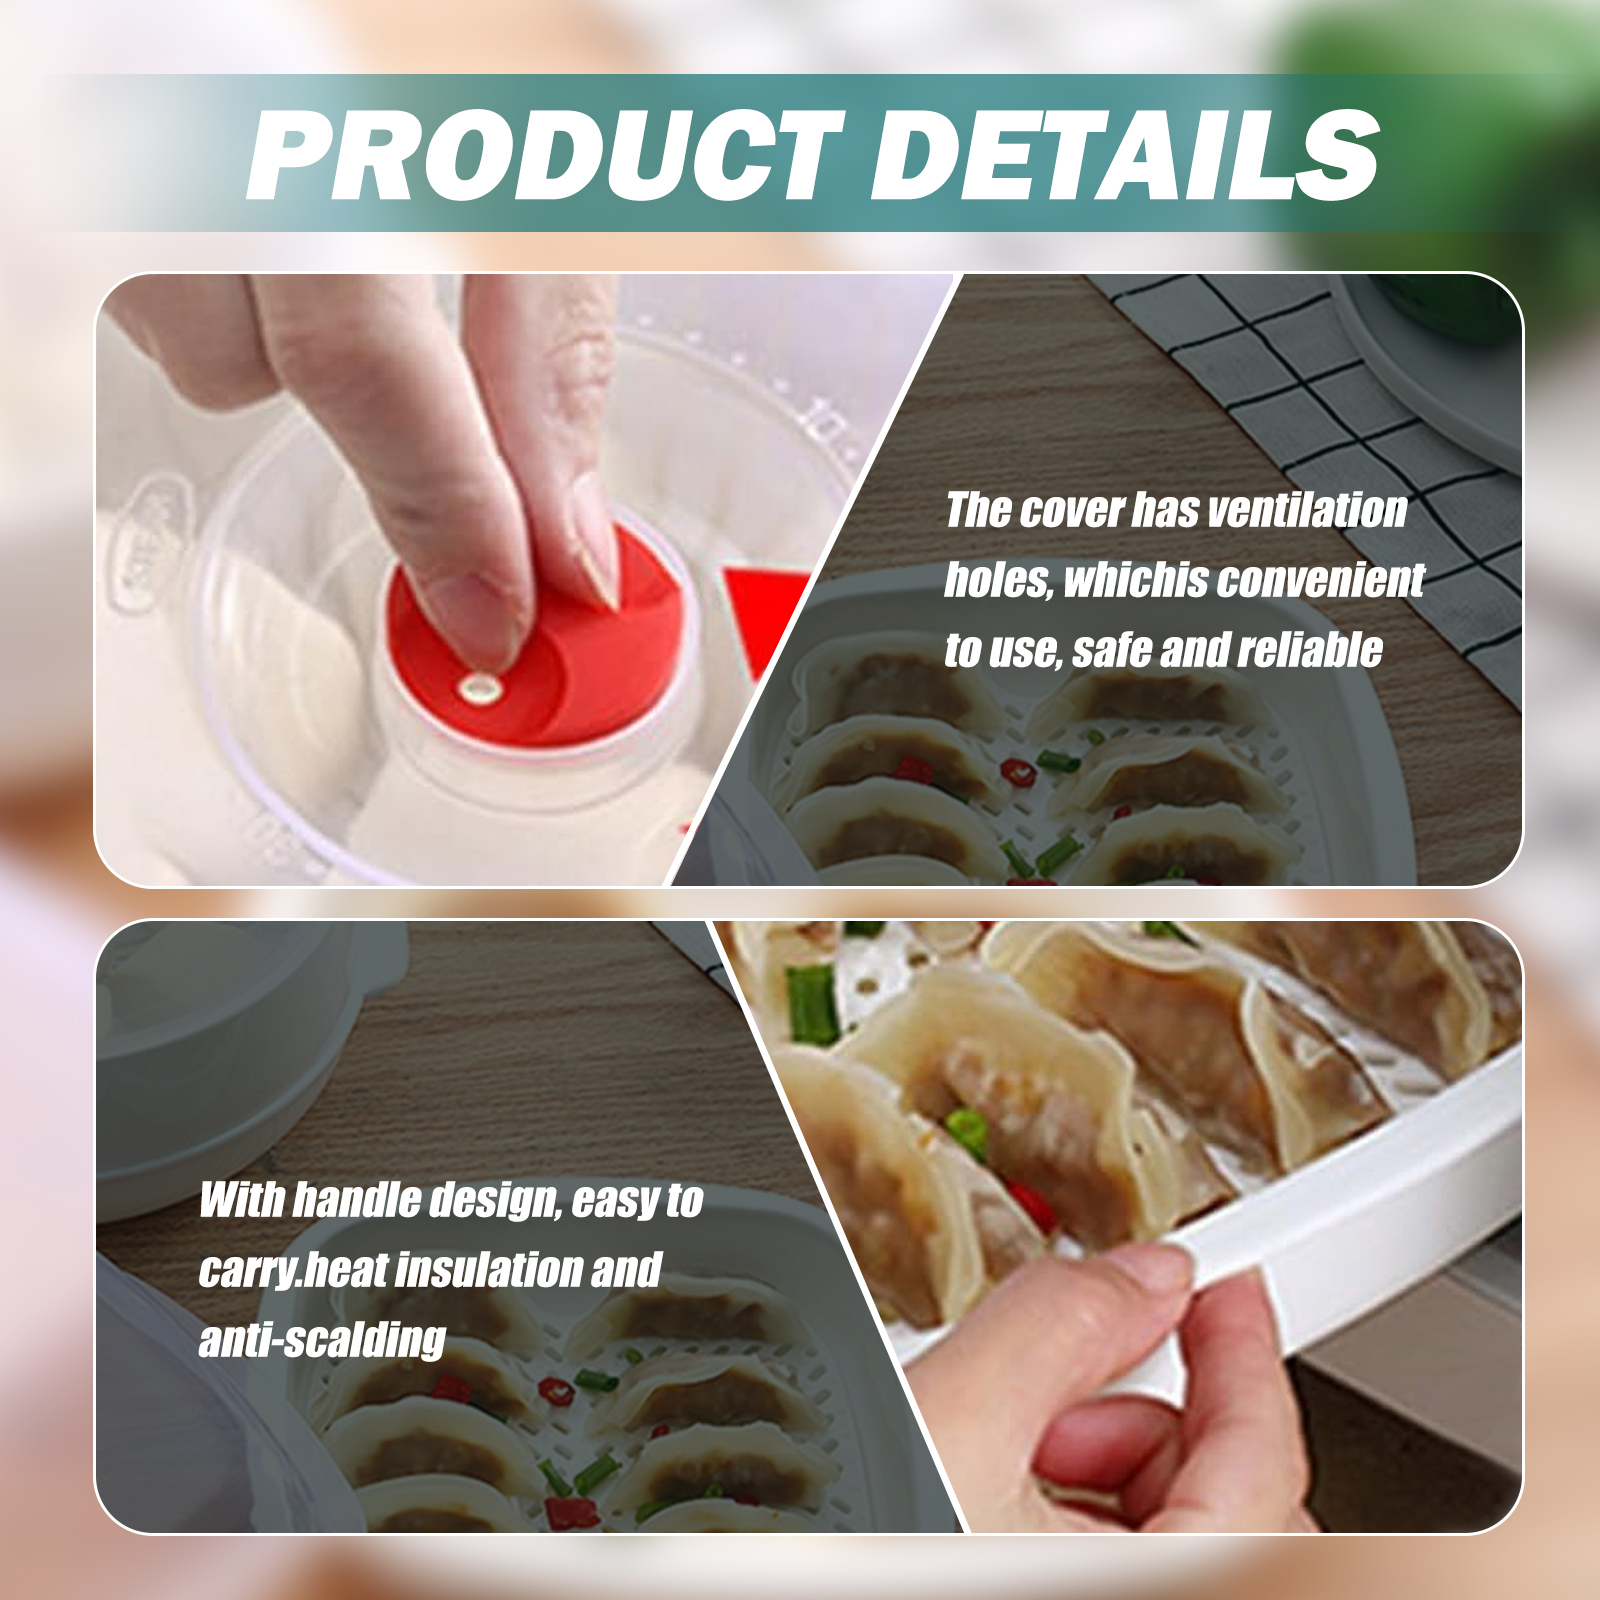 PRODUCT DETAILS
10
The cover has ventilation
holes, whichis convenient
to use, safe and reliable
With handle design, easy to
carry.heat insulation and
anti-scalding